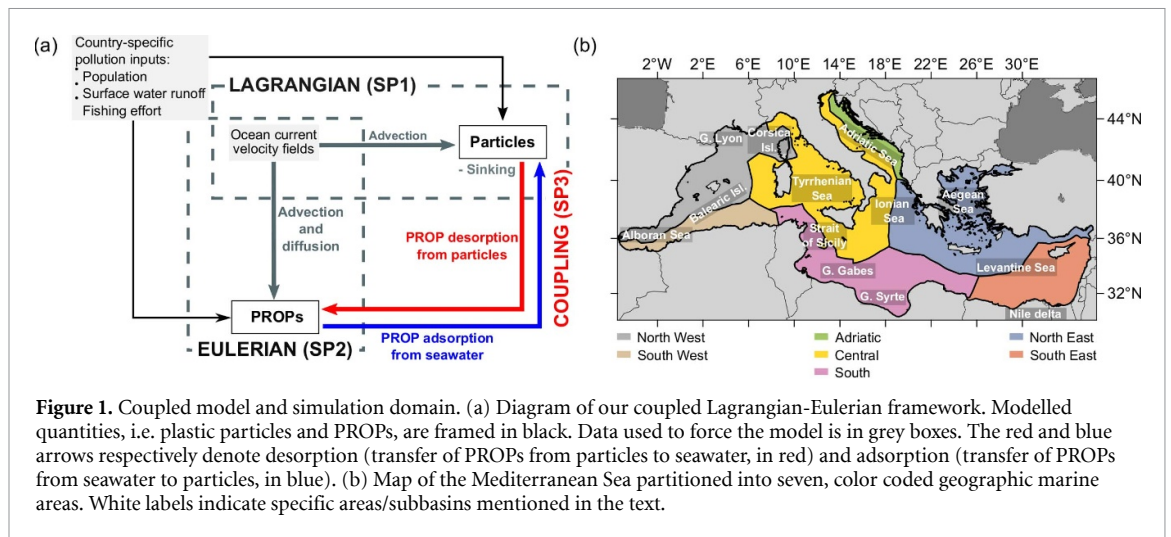 (a)
Country-specific
pollution inputs:
• Population
• Surface water runoff
Fishing effort
LAGRANGIAN (SP1)
Ocean current
velocity fields
Advection
Particles
- Sinking
Advection
and
diffusion
PROP desorption
from particles
COUPLING (SP3)
PROPs
PROP adsorption
from seawater
EULERIAN (SP2)
(b)
2°W 2°E 6°E 10°E 14°E 18°E 22°E 26°E 30°E
44°N
40°N
36°N
32°N
G. Lyon
Corsica
Isl.
Adriatic Sea
Balearic Isl.
Tyrrhenian
Sea
Ionian
Sea
Aegean
Sea
Alboran Sea
Strait
of Sicily
G. Gabes
Levantine Sea
G. Syrte
Nile delta
North West
South West
Adriatic
Central
South
North East
South East
Figure 1. Coupled model and simulation domain. (a) Diagram of our coupled Lagrangian-Eulerian framework. Modelled
quantities, i.e. plastic particles and PROPs, are framed in black. Data used to force the model is in grey boxes. The red and blue
arrows respectively denote desorption (transfer of PROPs from particles to seawater, in red) and adsorption (transfer of PROPs
from seawater to particles, in blue). (b) Map of the Mediterranean Sea partitioned into seven, color coded geographic marine
areas. White labels indicate specific areas/subbasins mentioned in the text.